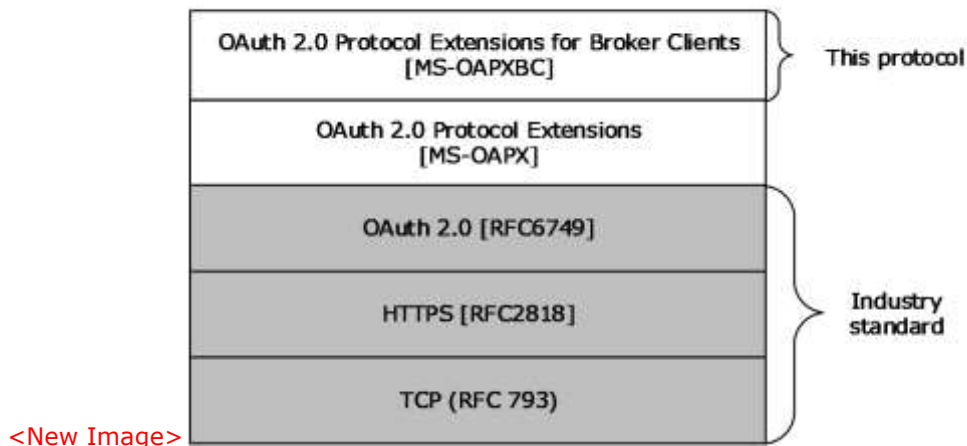 OAuth 2.0 Protocol Extensions for Broker Clients
[MS-OAPXBC]
This protocol
OAuth 2.0 Protocol Extensions
[MS-OAPX]
OAuth 2.0 [RFC6749]
HTTPS [RFC2818]
Industry
standard
TCP (RFC 793)
<New Image>